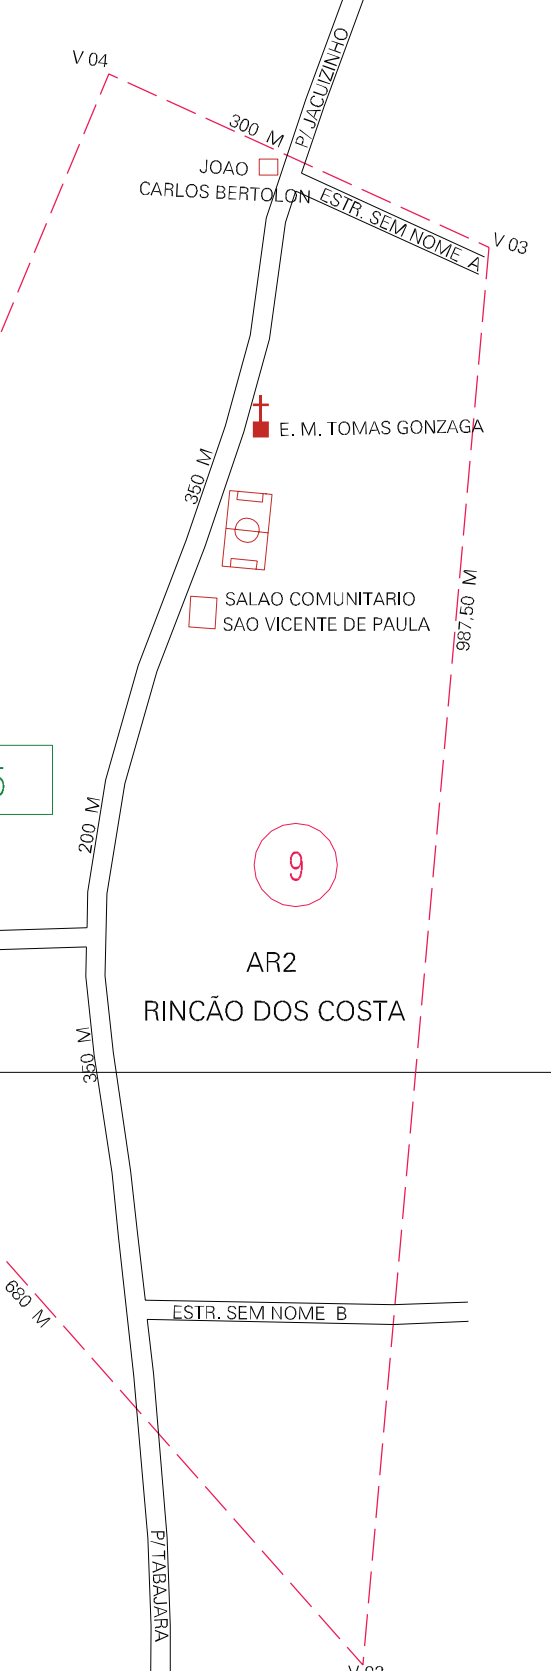 P/ JACUIZINHO
V 04
300 M
JOAO
CARLOS BERTOLON
ESTR. SEM NOME A
V 03
E. M. TOMAS GONZAGA
350 M
SALAO COMUNITARIO
SAO VICENTE DE PAULA
987,50 M
200 M
9
AR2
RINCÃO DOS COSTA
350 M
680 M
ESTR. SEM NOME B
P/ TABAJARA